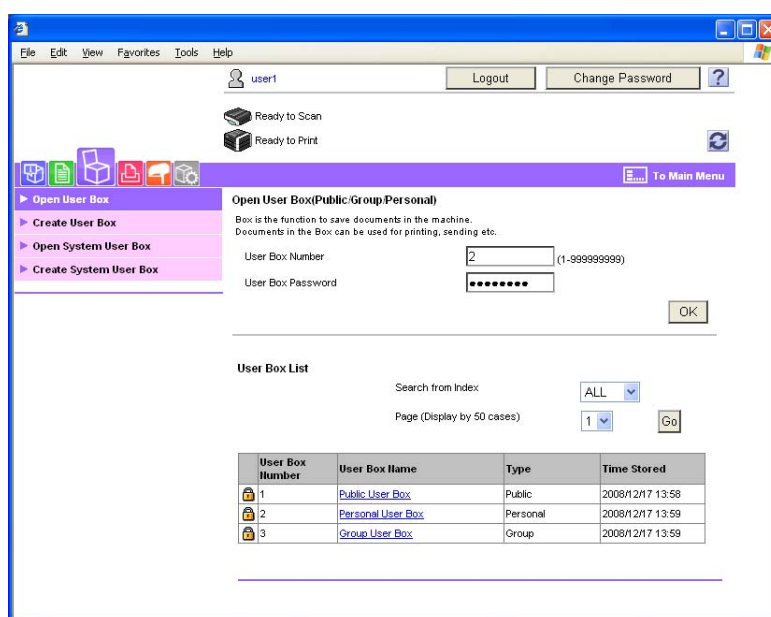 File Edit View Favorites Tools Help
user1 Logout Change Password ?
Ready to Scan
Ready to Print
To Main Menu
Open User Box
Create User Box
Open System User Box
Create System User Box
Open User Box(Public/Group/Personal)
Box is the function to save documents in the machine.
Documents in the Box can be used for printing, sending etc.
User Box Number 2 (1-999999999)
User Box Password ●●●●●●●●
OK
User Box List
Search from Index ALL
Page (Display by 50 cases) 1 Go
User Box Number User Box Name Type Time Stored
1 Public User Box Public 2008/12/17 13:58
2 Personal User Box Personal 2008/12/17 13:59
3 Group User Box Group 2008/12/17 13:59